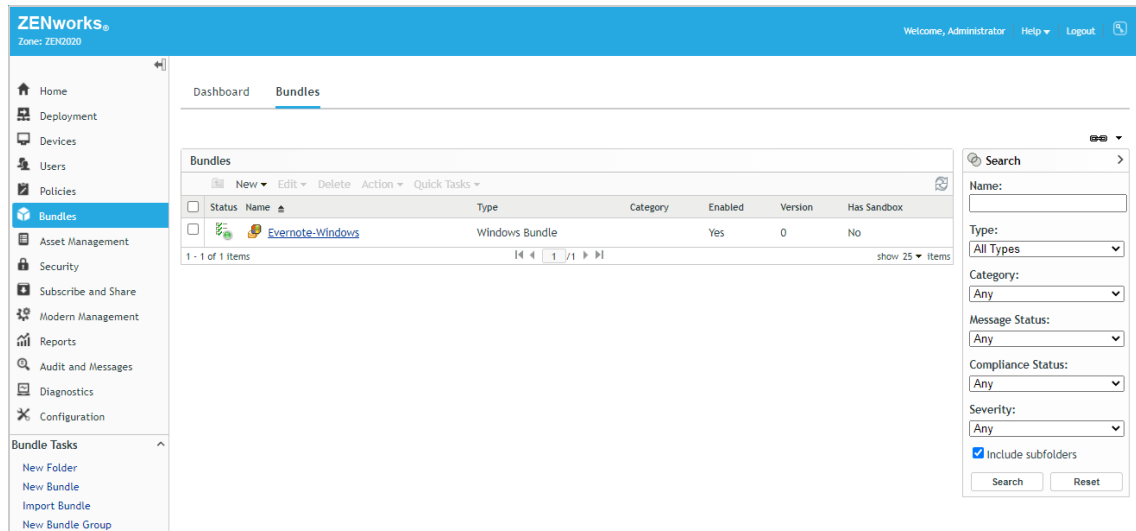 ZENworks®
Zone: ZEN2020
Welcome, Administrator Help Logout
Home
Deployment
Devices
Users
Policies
Bundles
Asset Management
Security
Subscribe and Share
Modern Management
Reports
Audit and Messages
Diagnostics
Configuration
Bundle Tasks
New Folder
New Bundle
Import Bundle
New Bundle Group
Dashboard Bundles
Bundles
New Edit Delete Action Quick Tasks
Status Name Type Category Enabled Version Has Sandbox
Evernote-Windows Windows Bundle Yes 0 No
1 - 1 of 1 items 1 /1 show 25 items
Search
Name:
Type:
All Types
Category:
Any
Message Status:
Any
Compliance Status:
Any
Severity:
Any
Include subfolders
Search Reset